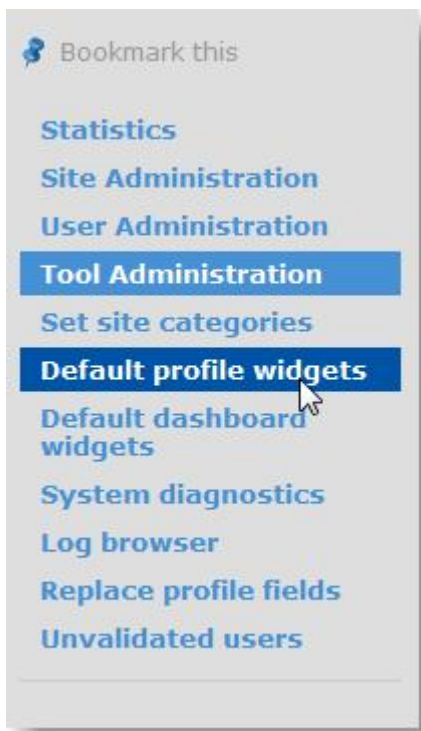 Bookmark this
Statistics
Site Administration
User Administration
Tool Administration
Set site categories
Default profile widgets
Default dashboard
widgets
System diagnostics
Log browser
Replace profile fields
Unvalidated users